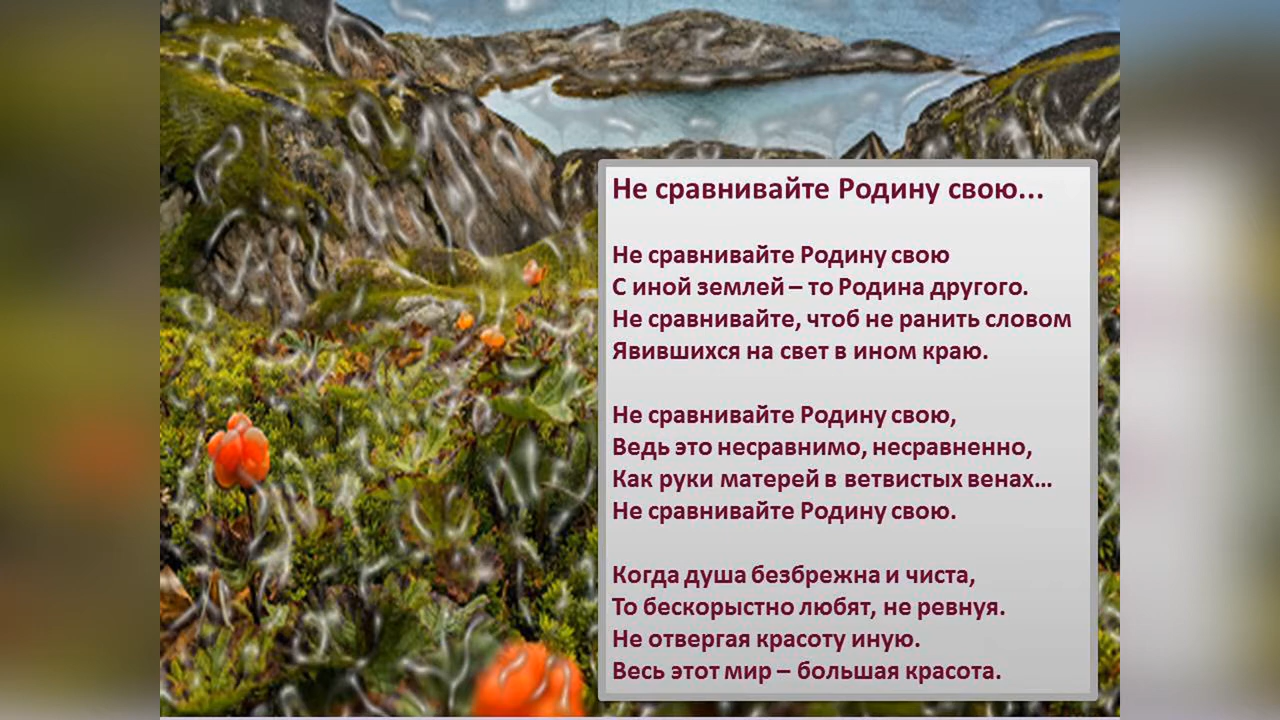 Не сравнивайте Родину свою...
Не сравнивайте Родину свою
С иной землей – то Родина другого.
Не сравнивайте, чтоб не ранить словом
Явившихся на свет в ином краю.
Не сравнивайте Родину свою,
Ведь это несравнимо, несравненно,
Как руки матерей в ветвистых венах...
Не сравнивайте Родину свою.
Когда душа безбрежна и чиста,
То бескорыстно любят, не ревнуя.
Не отвергая красоту иную.
Весь этот мир – большая красота.